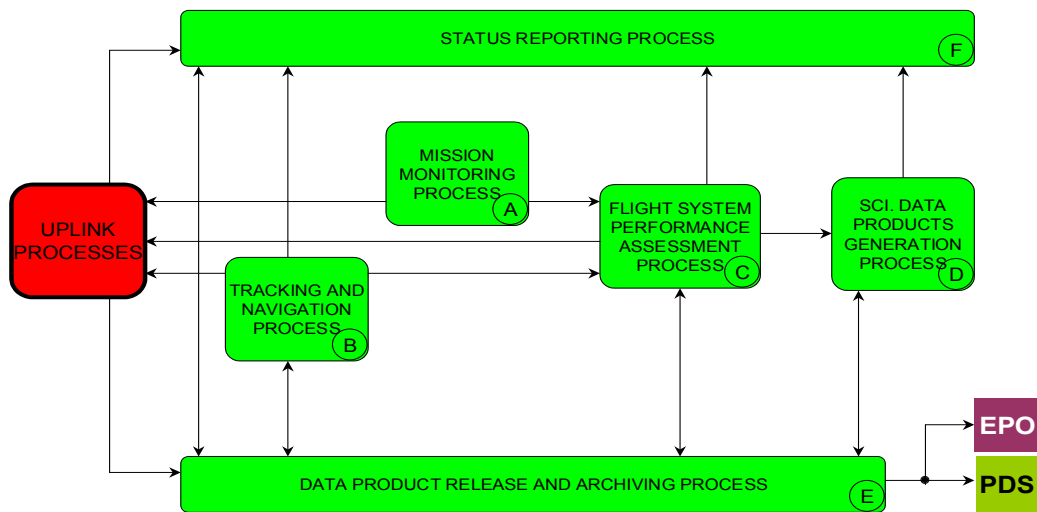 STATUS REPORTING PROCESS
F
MISSION
MONITORING
PROCESS
A
UPLINK
PROCESSES
FLIGHT SYSTEM
PERFORMANCE
ASSESSMENT
PROCESS
C
SCI. DATA
PRODUCTS
GENERATION
PROCESS
D
TRACKING AND
NAVIGATION
PROCESS
B
EPO
DATA PRODUCT RELEASE AND ARCHIVING PROCESS
E
PDS